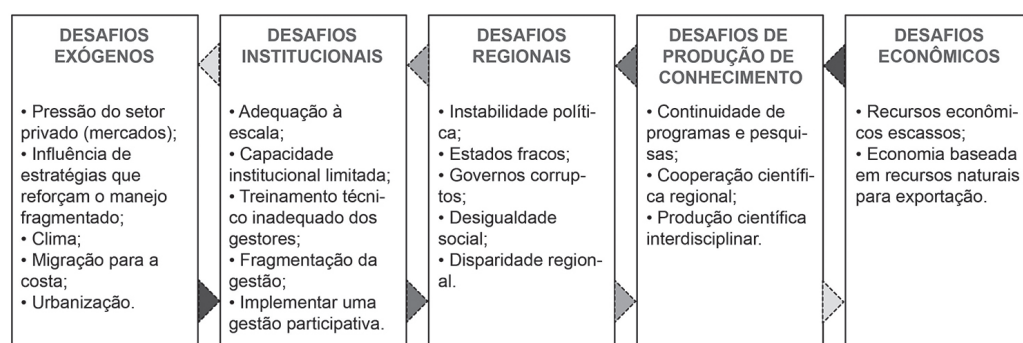 DESAFIOS
EXÓGENOS
• Pressão do setor
privado (mercados);
• Influência de
estratégias que
reforçam o manejo
fragmentado;
• Clima;
• Migração para a
costa;
• Urbanização.
DESAFIOS
INSTITUCIONAIS
• Adequação à
escala;
• Capacidade
institucional limitada;
• Treinamento técni-
co inadequado dos
gestores;
• Fragmentação da
gestão;
• Implementar uma
gestão participativa.
DESAFIOS
REGIONAIS
• Instabilidade políti-
ca;
• Estados fracos;
• Governos corrup-
tos;
• Desigualdade
social;
• Disparidade region-
al.
DESAFIOS DE
PRODUÇÃO DE
CONHECIMENTO
• Continuidade de
programas e pesqui-
sas;
• Cooperação científi-
ca regional;
• Produção científica
interdisciplinar.
DESAFIOS
ECONÔMICOS
• Recursos econômi-
cos escassos;
• Economia baseada
em recursos naturais
para exportação.